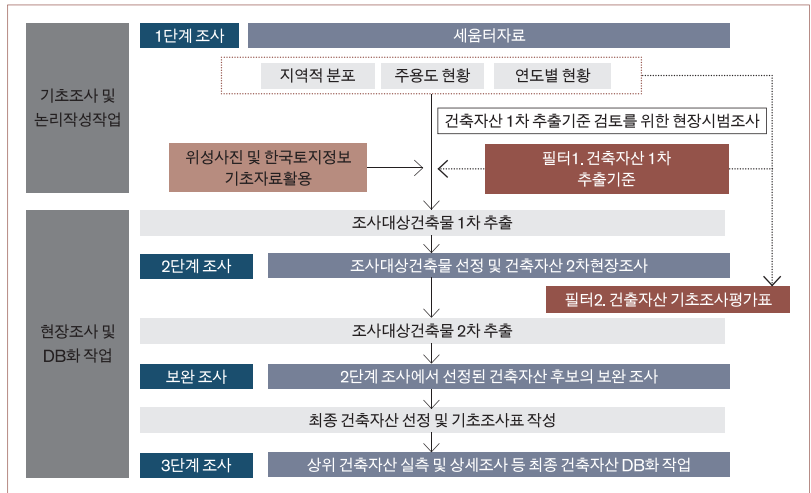 기초조사 및
논리작성작업
1단계 조사
세움터자료
지역적 분포
주용도 현황
연도별 현황
건축자산 1차 추출기준 검토를 위한 현장시범조사
위성사진 및 한국토지정보
기초자료활용
필터1. 건축자산 1차
추출기준
현장조사 및
DB화 작업
조사대상건축물 1차 추출
2단계 조사
조사대상건축물 선정 및 건축자산 2차현장조사
필터2. 건출자산 기초조사평가표
조사대상건축물 2차 추출
보완 조사
2단계 조사에서 선정된 건축자산 후보의 보완 조사
최종 건축자산 선정 및 기초조사표 작성
3단계 조사
상위 건축자산 실측 및 상세조사 등 최종 건축자산 DB화 작업